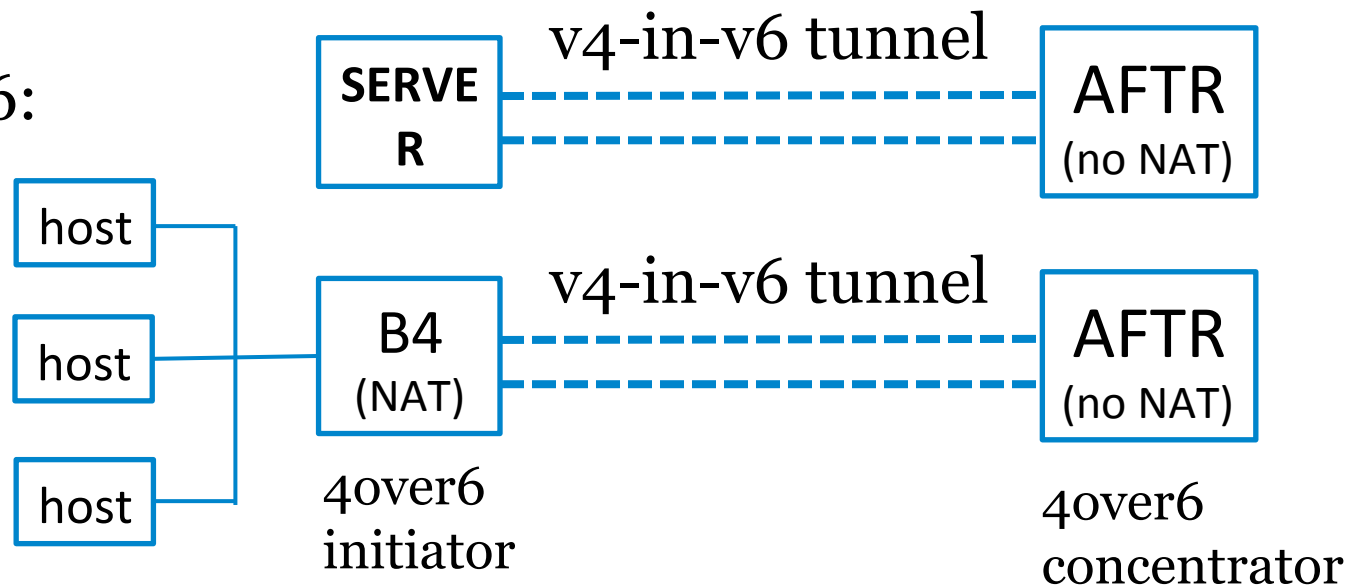 v4-in-v6 tunnel
6:
SERVE
R
AFTR
(no NAT)
host
host
host
B4
(NAT)
v4-in-v6 tunnel
AFTR
(no NAT)
4over6
initiator
4over6
concentrator